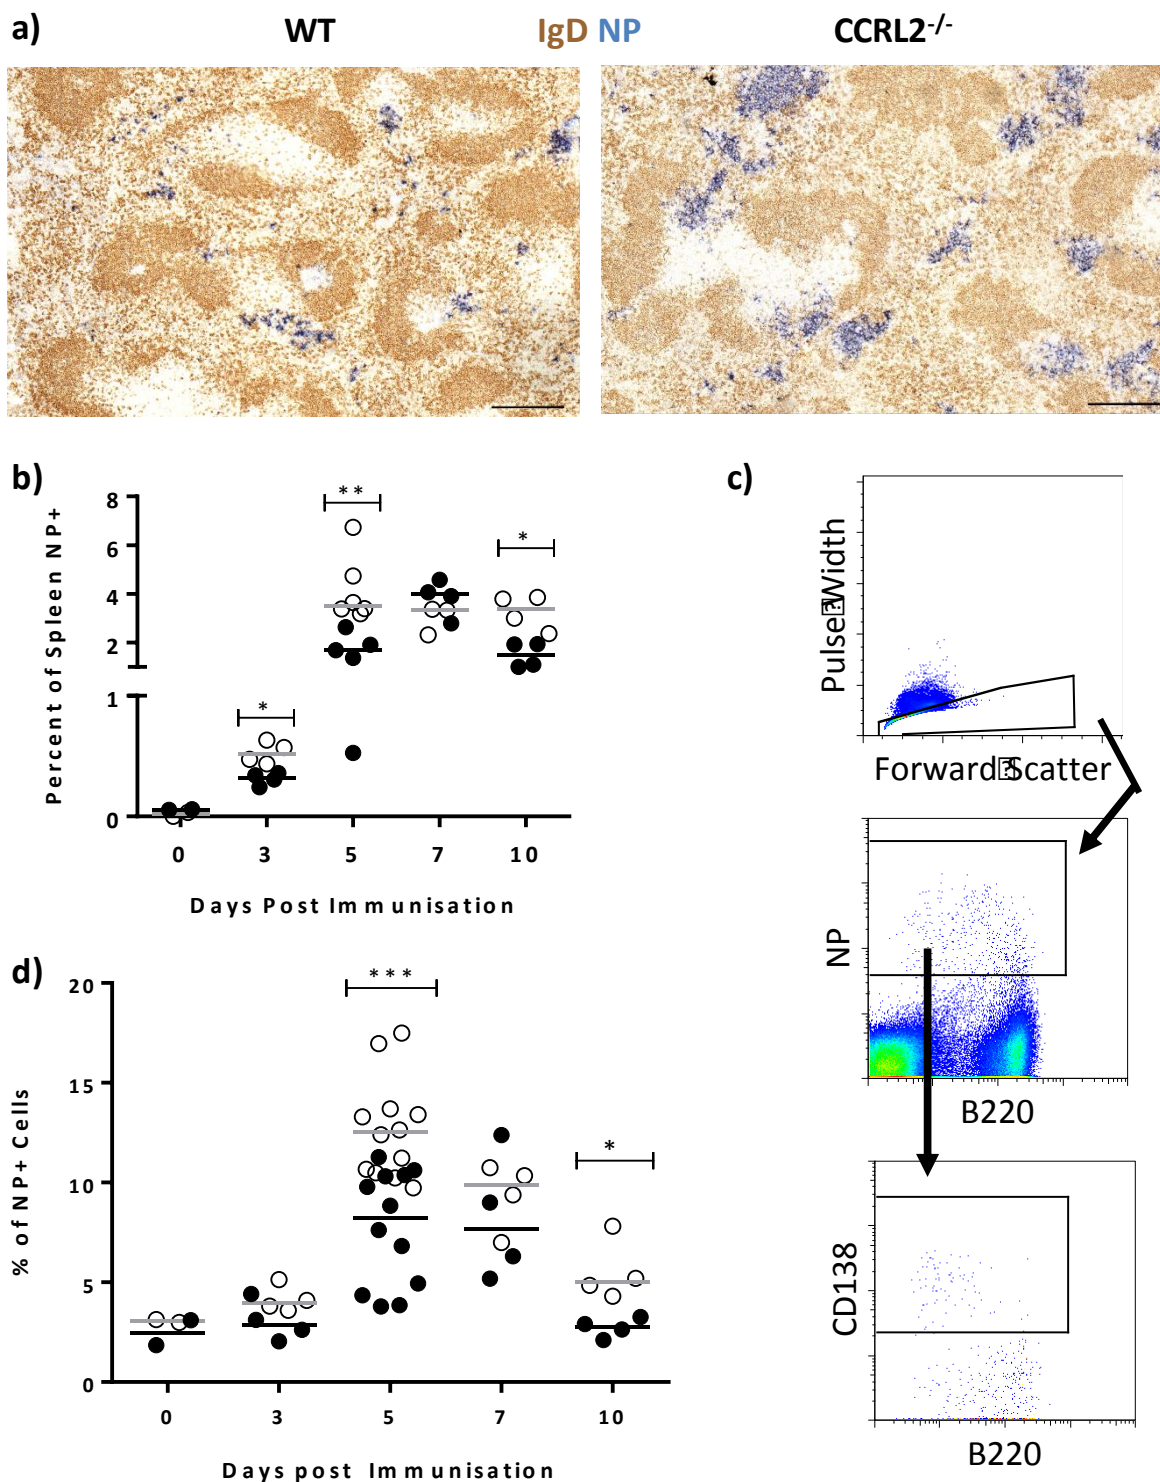 a)
WT
IgD NP
CCRL2-/-
b)
Percent of Spleen NP+
8
6
4
2
1
0
*
**
*
0 3 5 7 10
Days Post Immunisation
c)
Pulse Width
Forward Scatter
NP
B220
CD138
B220
d)
% of NP+ Cells
20
15
10
5
0
***
*
0 3 5 7 10
Days post Immunisation